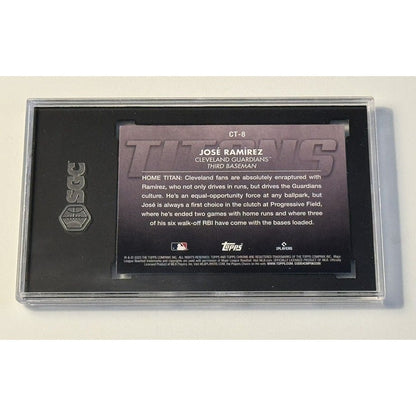 CT-8
TITANS
JOSÉ RAMÍREZ
CLEVELAND GUARDIANS™
THIRD BASEMAN
HOME TITAN: Cleveland fans are absolutely enraptured with
Ramírez, who not only drives in runs, but drives the Guardians
culture. He's an equal-opportunity force at any ballpark, but
José is always a first choice in the clutch at Progressive Field,
where he's ended two games with home runs and where three
of his six walk-off RBI have come with the bases loaded.
SGC
Topps
PLAYERS